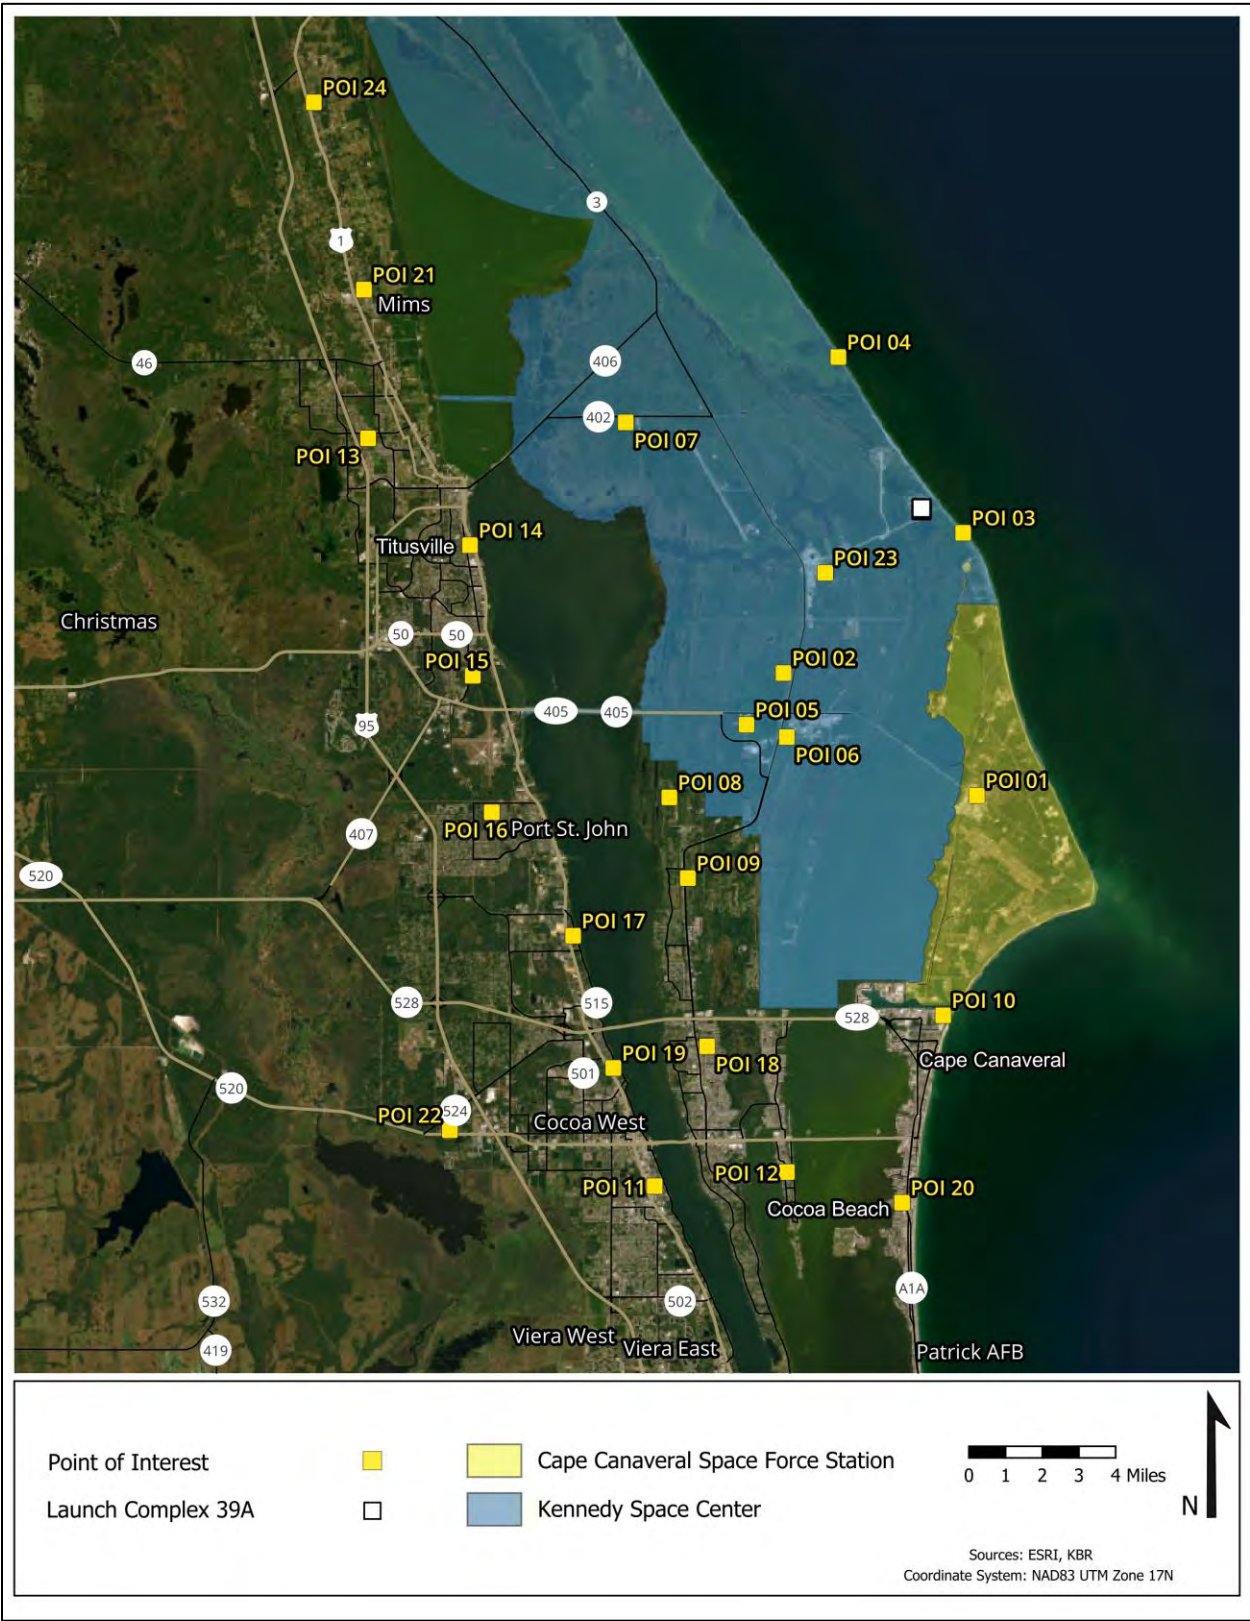 POI 24
3
1
POI 21
Mims
POI 04
46
406
402
POI 07
POI 13
POI 03
POI 14
Titusville
POI 23
Christmas
50
50
POI 15
POI 02
405
405
POI 05
95
POI 06
POI 08
POI 01
407
POI 16
Port St. John
520
POI 09
POI 17
528
515
POI 10
528
POI 19
POI 18
Cape Canaveral
501
520
POI 22
524
Cocoa West
POI 11
POI 12
POI 20
Cocoa Beach
A1A
532
502
Viera West
Viera East
419
Patrick AFB
Point of Interest
Cape Canaveral Space Force Station
0 1 2 3 4 Miles
Launch Complex 39A
Kennedy Space Center
N
Sources: ESRI, KBR
Coordinate System: NAD83 UTM Zone 17N